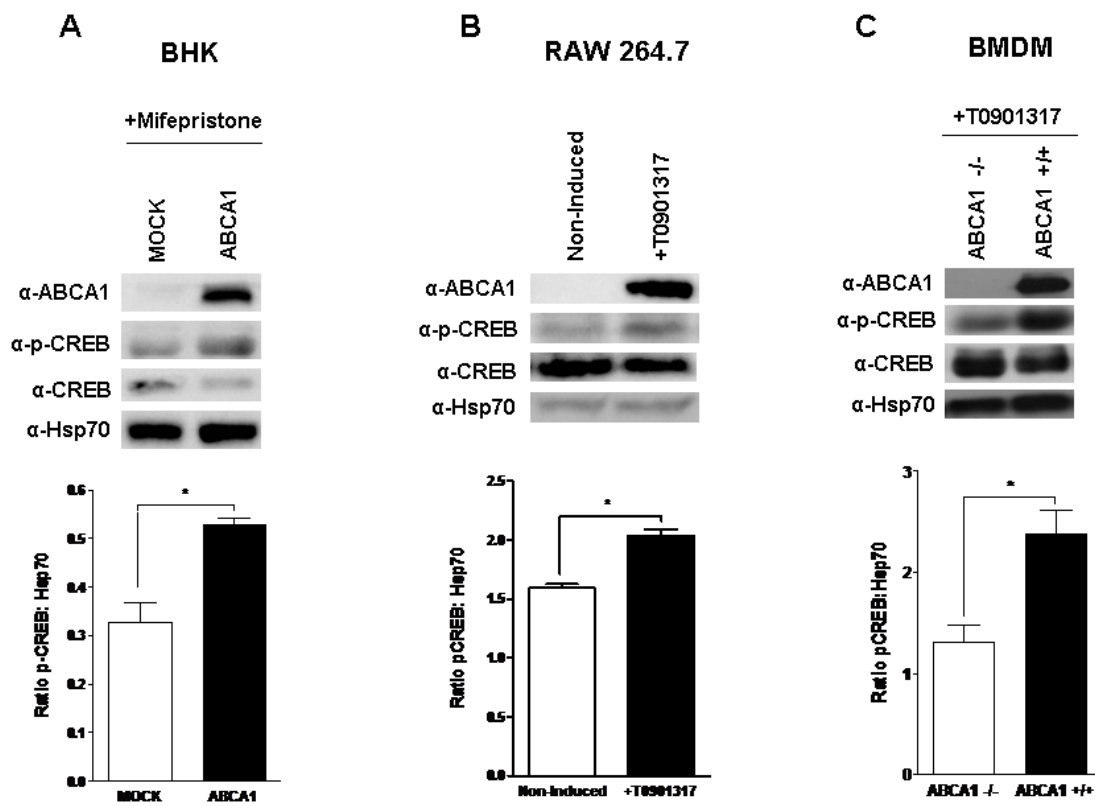 A
BHK
+Mifepristone
MOCK
ABCA1
α-ABCA1
α-p-CREB
α-CREB
α-Hsp70
Ratio p-CREB: Hsp70
0.6
0.5
0.4
0.3
0.2
0.1
0.0
*
MOCK
ABCA1
B
RAW 264.7
Non-Induced
+T0901317
α-ABCA1
α-p-CREB
α-CREB
α-Hsp70
Ratio pCREB: Hsp70
2.5
2.0
1.5
1.0
0.5
0.0
*
Non-Induced
+T0901317
C
BMDM
+T0901317
ABCA1 -/-
ABCA1 +/+
α-ABCA1
α-p-CREB
α-CREB
α-Hsp70
Ratio pCREB:Hsp70
3
2
1
0
*
ABCA1 -/-
ABCA1 +/+